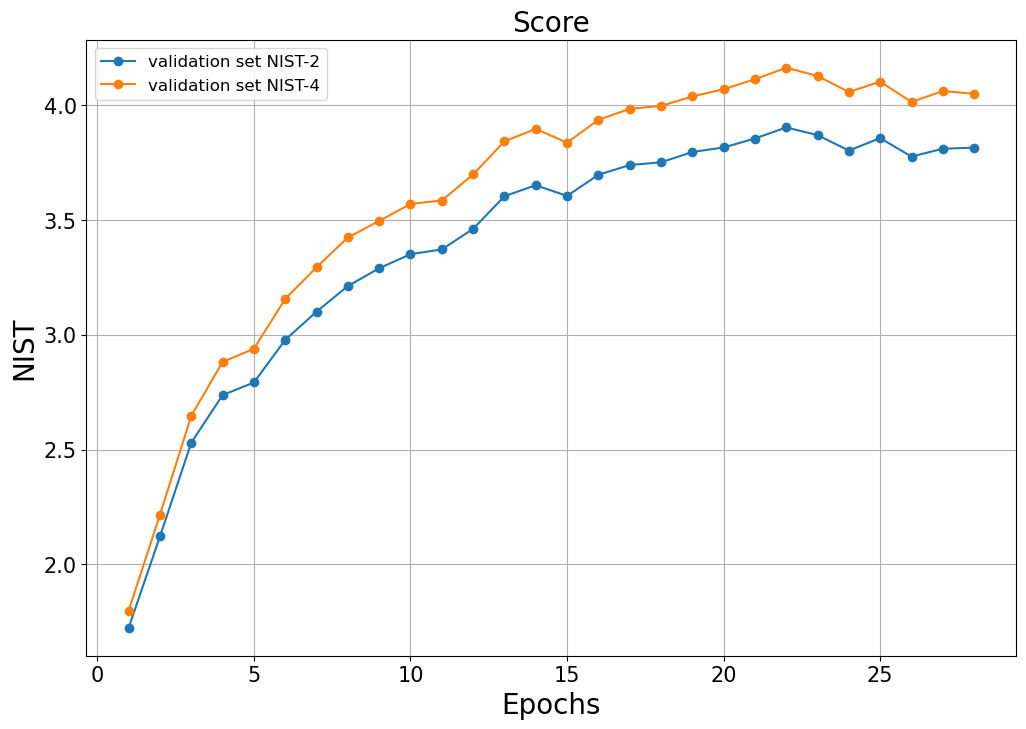 Score
validation set NIST-2
validation set NIST-4
4.0
3.5
3.0
2.5
2.0
NIST
0 5 10 15 20 25
Epochs